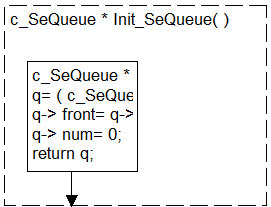 c_SeQueue * Init_SeQueue( )
c_SeQueue *
q= ( c_SeQue
q-> front= q->
q-> num= 0;
return q;